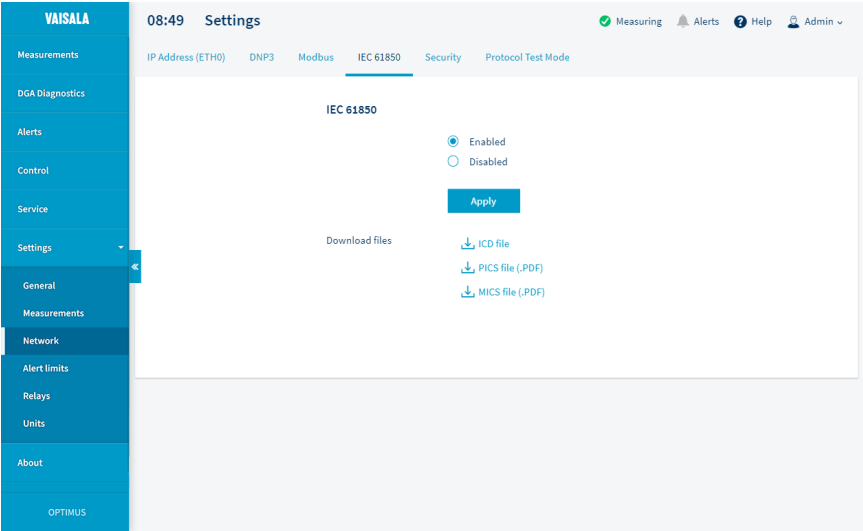 VAISALA
Measurements
DGA Diagnostics
Alerts
Control
Service
Settings
General
Measurements
Network
Alert limits
Relays
Units
About
OPTIMUS
08:49 Settings
Measuring Alerts Help Admin
IP Address (ETH0) DNP3 Modbus IEC 61850 Security Protocol Test Mode
IEC 61850
Enabled
Disabled
Apply
Download files
ICD file
PICS file (.PDF)
MICS file (.PDF)